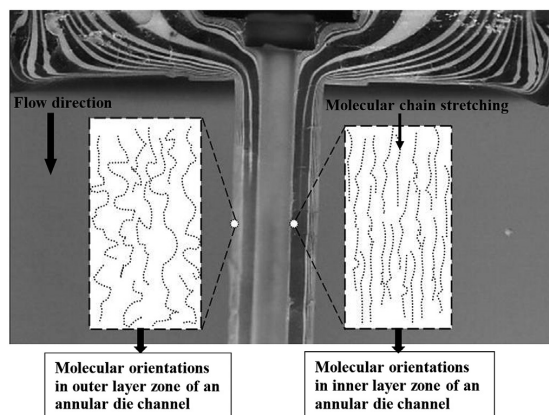 Flow direction
Molecular chain stretching
Molecular orientations
in outer layer zone of an
annular die channel
Molecular orientations
in inner layer zone of an
annular die channel